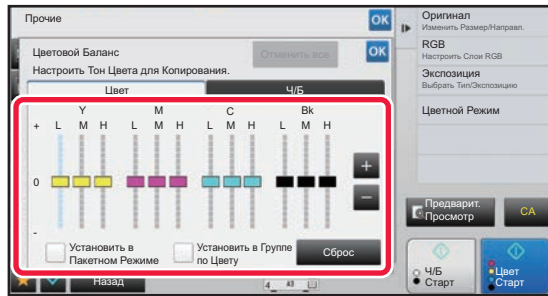 Прочие
OK
Цветовой Баланс
Отменить все
OK
Настроить Тон Цвета для Копирования.
Цвет
Ч/Б
Y M C Bk
+ L M H L M H L M H L M H
+
0
−
-
Установить в
Пакетном Режиме
Установить в Группе
по Цвету
Сброс
Назад
4 A3
Оригинал
Изменить Размер/Направл.
RGB
Настроить Слои RGB
Экспозиция
Выбрать Тип/Экспозицию
Цветной Режим
Предварит.
Просмотр
CA
Ч/Б
Старт
Цвет
Старт